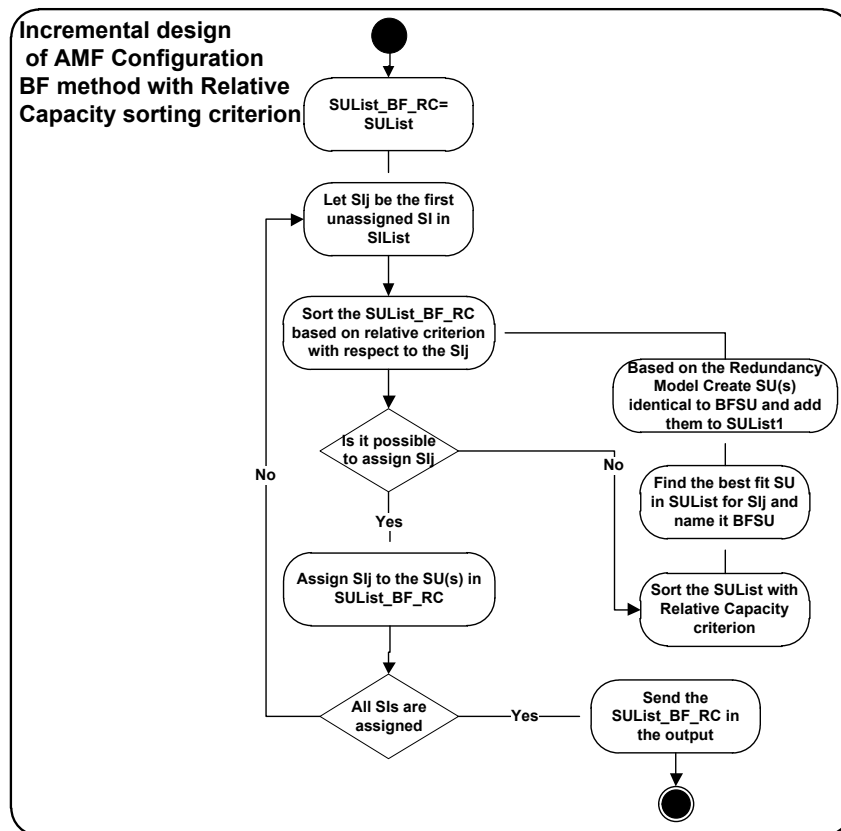 Incremental design
of AMF Configuration
BF method with Relative
Capacity sorting criterion
SUList_BF_RC=
SUList
Let SIj be the first
unassigned SI in
SIList
Sort the SUList_BF_RC
based on relative criterion
with respect to the SIj
Based on the Redundancy
Model Create SU(s)
identical to BFSU and add
them to SUList1
Is it possible
to assign SIj
No
No
Find the best fit SU
in SUList for SIj and
name it BFSU
Yes
Assign SIj to the SU(s) in
SUList_BF_RC
Sort the SUList with
Relative Capacity
criterion
All SIs are
assigned
Yes
Send the
SUList_BF_RC in
the output